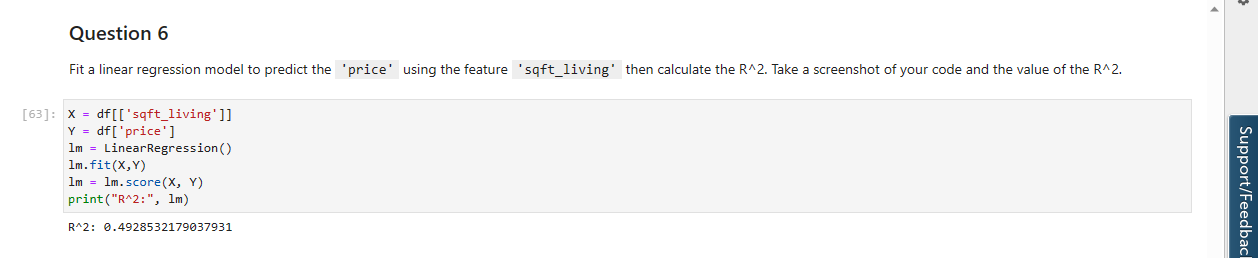 Question 6
Fit a linear regression model to predict the 'price' using the feature 'sqft_living' then calculate the R^2. Take a screenshot of your code and the value of the R^2.
[63]: X = df[['sqft_living']]
Y = df['price']
lm = LinearRegression()
lm.fit(X,Y)
lm = lm.score(X, Y)
print("R^2:", lm)
R^2: 0.4928532179037931
Support/Feedbac